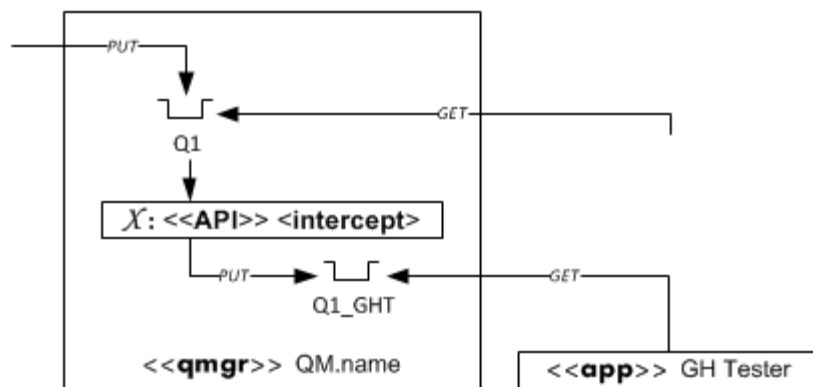 PUT
GET
Q1
𝒳: <<API>> <intercept>
PUT
GET
Q1_GHT
<<qmgr>> QM.name
<<app>> GH Tester